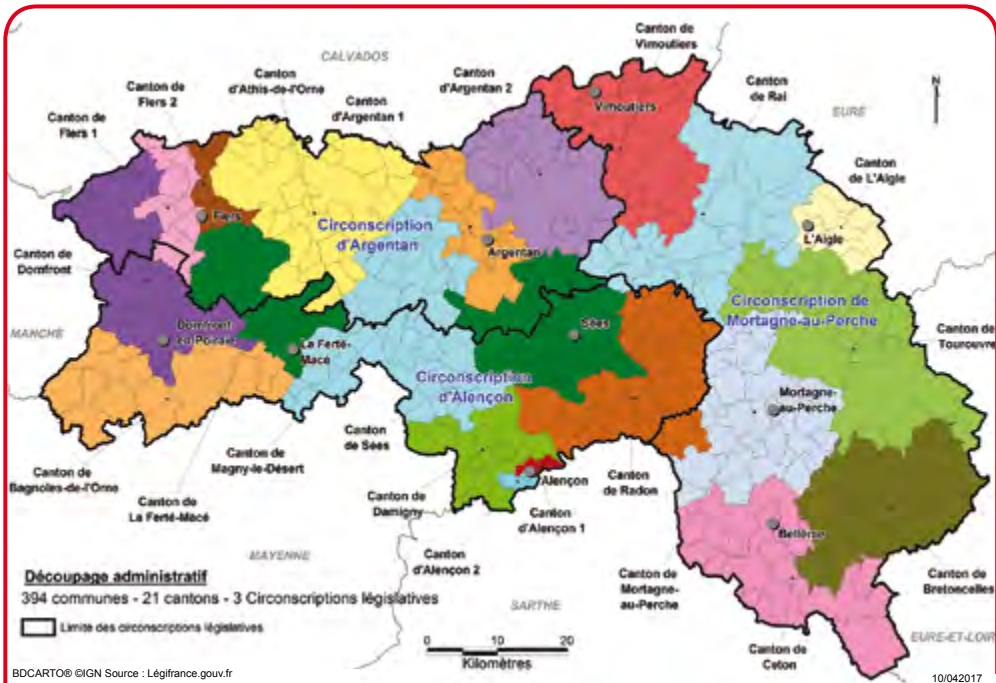 Canton de
Vimoutiers
CALVADOS
Canton
d'Athis-de-l'Orne
Canton
d'Argentan 2
Canton de
Flers 2
Canton
de Rai
N
Canton
d'Argentan 1
Vimoutiers
EURE
Canton de
Flers 1
Canton
de L'Aigle
Flers
Circonscription
d'Argentan
L'Aigle
Argentan
Canton de
Domfront
Circonscription de
Mortagne-au-Perche
MANCHE
Domfront
en Poiraie
Sées
La Ferté-
Macé
Canton de
Tourouvre
Circonscription
d'Alençon
Mortagne-
au-Perche
Canton
de Sées
Canton de
Magny-le-Désert
Canton de
Bagnoles-de-l'Orne
Canton de
La Ferté-Macé
Alençon
Canton
de Radon
Canton de
Damigny
Canton
d'Alençon 1
Bellême
MAYENNE
Canton
d'Alençon 2
Canton de
Mortagne-
au-Perche
Canton de
Bretoncelles
Découpage administratif
394 communes - 21 cantons - 3 Circonscriptions législatives
SARTHE
Limite des circonscriptions législatives
EURE-ET-LOIR
0 10 20
Kilomètres
Canton de
Ceton
BDCARTO® ©IGN Source : Légifrance.gouv.fr
10/042017